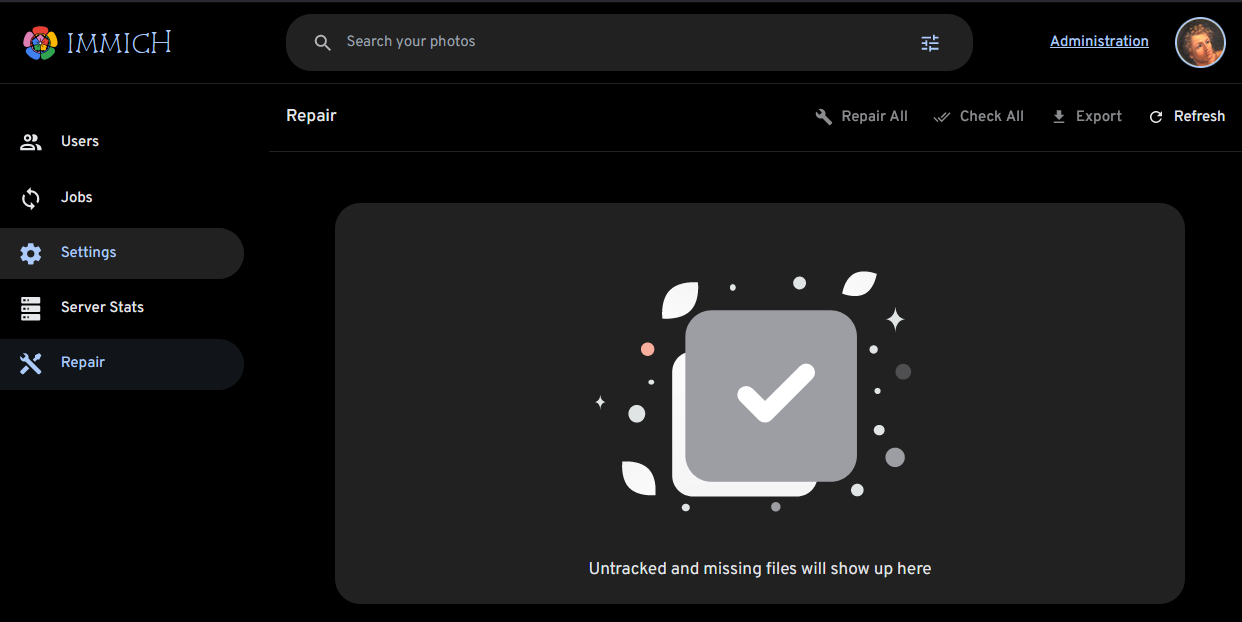 IMMICH
Search your photos
Administration
Repair
Repair All
Check All
Export
Refresh
Users
Jobs
Settings
Server Stats
Repair
Untracked and missing files will show up here